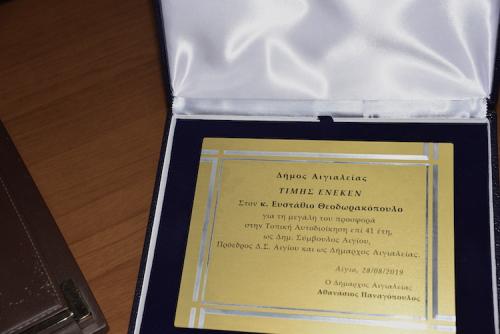 Δήμος Αιγιαλείας
ΤΙΜΗΣ ΕΝΕΚΕΝ
Στον κ. Ευστάθιο Θεοδωρακόπουλο
για τη μεγάλη του προσφορά
στην Τοπική Αυτοδιοίκηση επί 41 έτη,
ως Δημ. Σύμβουλος Αιγίου,
Πρόεδρος Δ.Σ. Αιγίου και ως Δήμαρχος Αιγιαλείας.
Αίγιο, 28/08/2019
Ο Δήμαρχος Αιγιαλείας
Αθανάσιος Παναγόπουλος